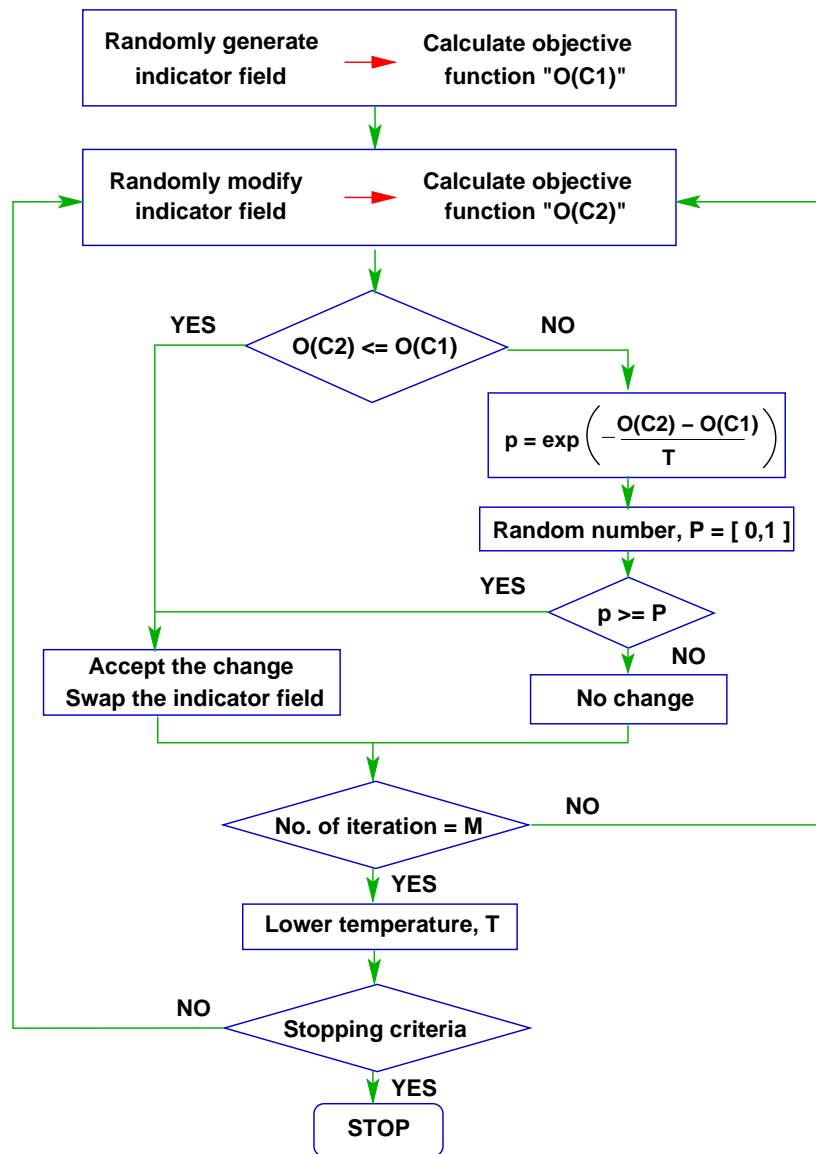 Randomly generate
indicator field
Calculate objective
function "O(C1)"
Randomly modify
indicator field
Calculate objective
function "O(C2)"
YES
O(C2) <= O(C1)
NO
p = exp ( − O(C2) − O(C1) / T )
Random number, P = [ 0,1 ]
YES
p >= P
NO
Accept the change
Swap the indicator field
No change
No. of iteration = M
NO
YES
Lower temperature, T
NO
Stopping criteria
YES
STOP